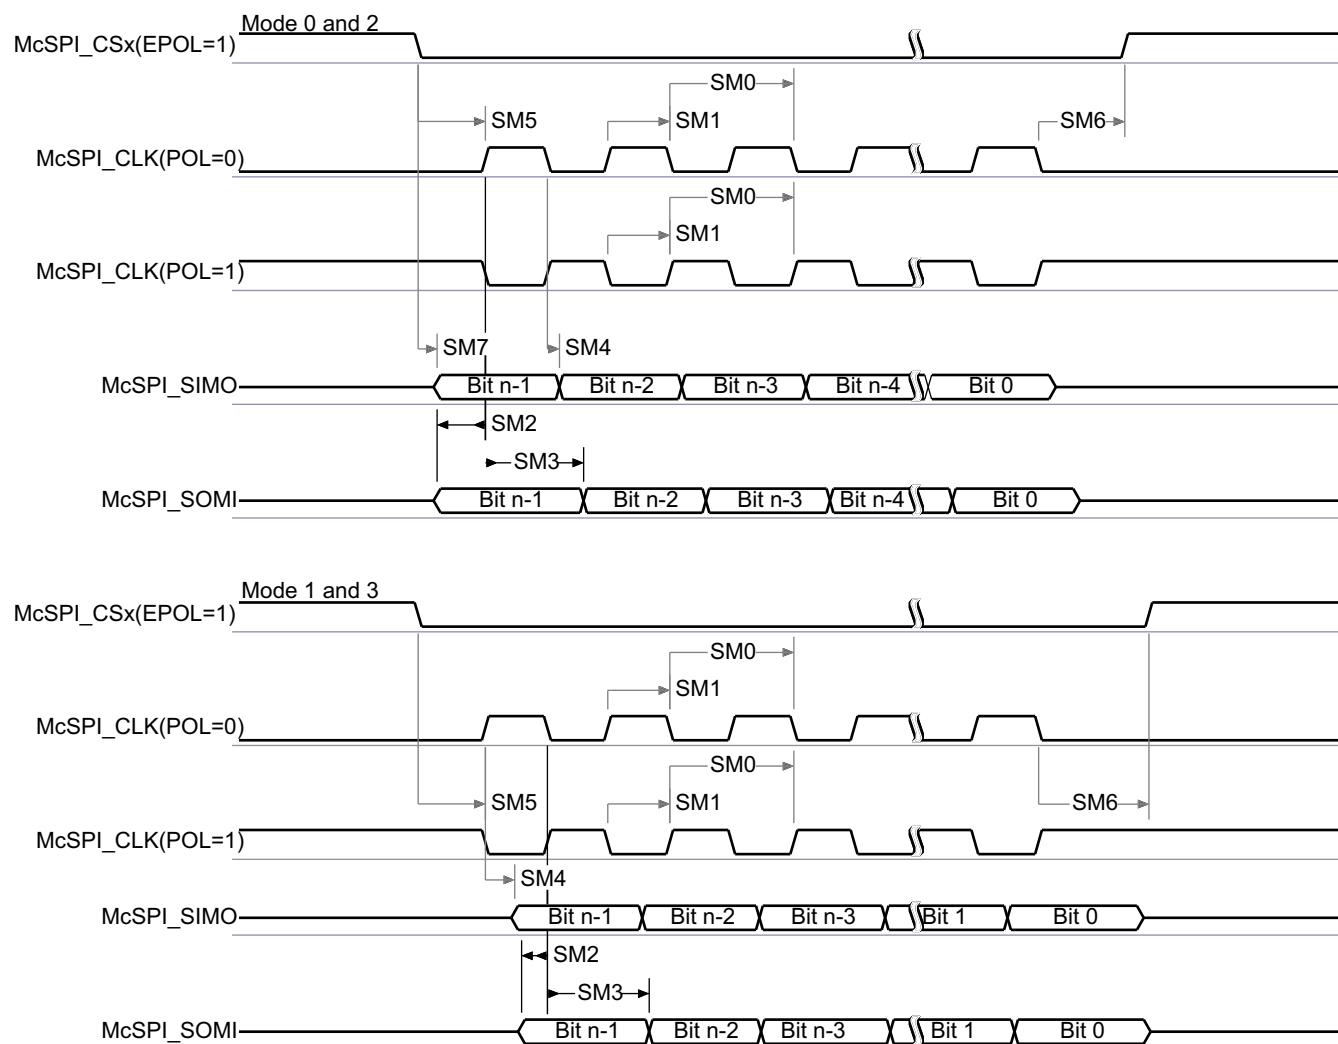 Mode 0 and 2
McSPI_CSx(EPOL=1)
SM0
SM5
SM1
SM6
McSPI_CLK(POL=0)
SM0
SM1
McSPI_CLK(POL=1)
SM7
SM4
McSPI_SIMO
Bit n-1
Bit n-2
Bit n-3
Bit n-4
Bit 0
SM2
SM3
McSPI_SOMI
Bit n-1
Bit n-2
Bit n-3
Bit n-4
Bit 0
Mode 1 and 3
McSPI_CSx(EPOL=1)
SM0
SM1
McSPI_CLK(POL=0)
SM0
SM5
SM1
SM6
McSPI_CLK(POL=1)
SM4
McSPI_SIMO
Bit n-1
Bit n-2
Bit n-3
Bit 1
Bit 0
SM2
SM3
McSPI_SOMI
Bit n-1
Bit n-2
Bit n-3
Bit 1
Bit 0